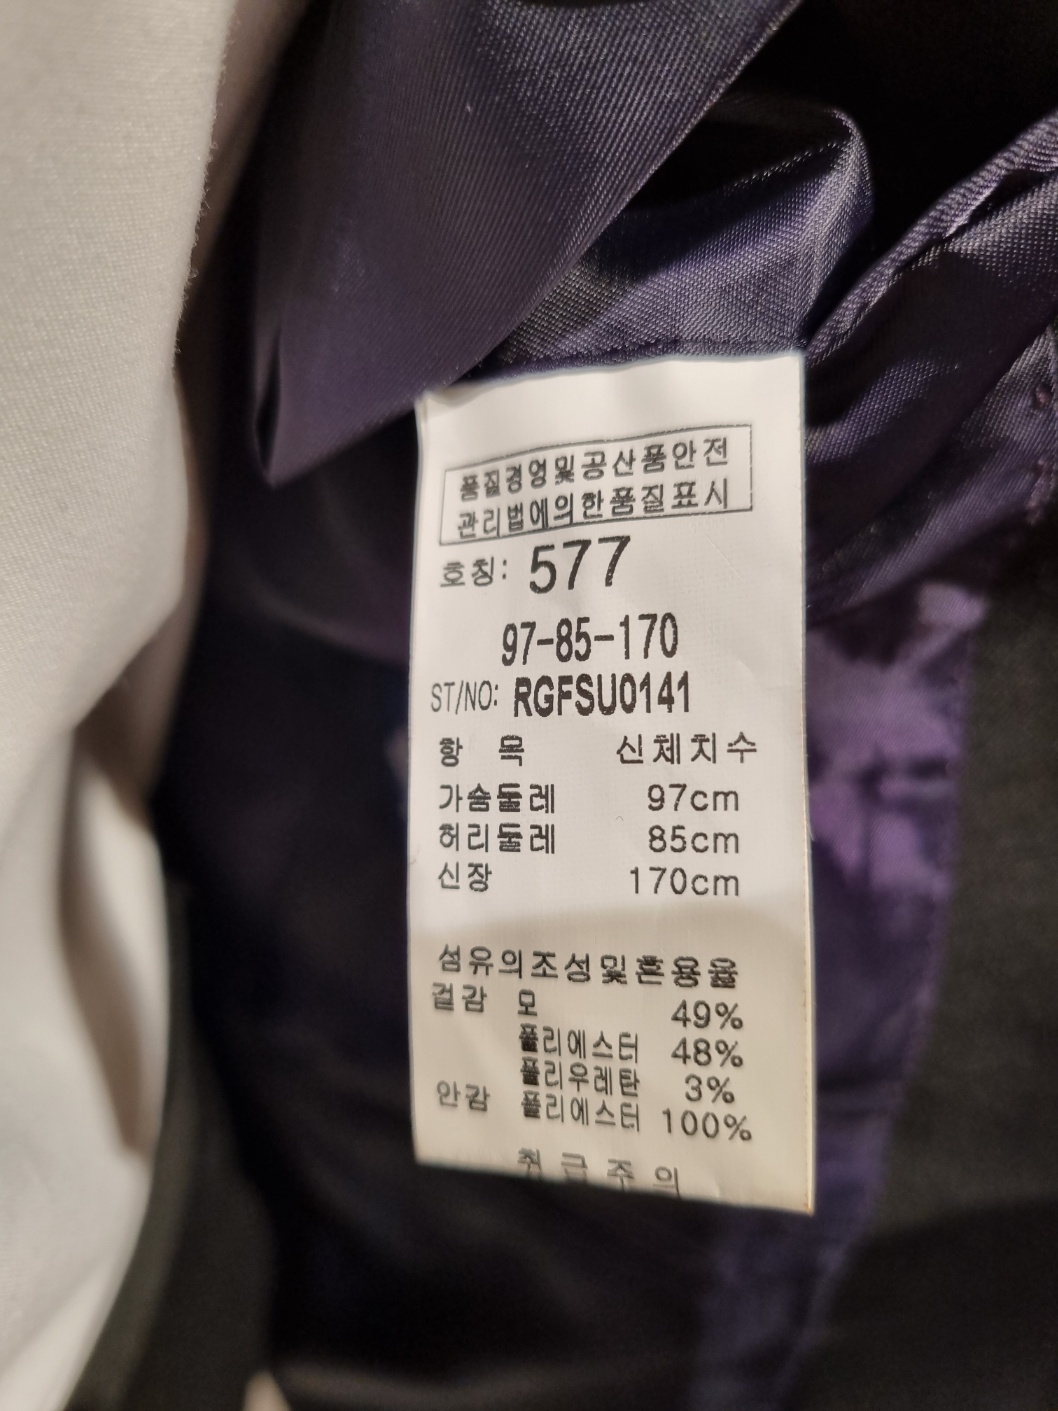 품질경영및공산품안전
관리법에의한품질표시
호칭: 577
97-85-170
ST/NO: RGFSU0141
항 목 신체치수
가슴둘레 97cm
허리둘레 85cm
신장 170cm
섬유의조성및혼용율
겉감 모 49%
폴리에스터 48%
폴리우레탄 3%
안감 폴리에스터 100%
취급주의